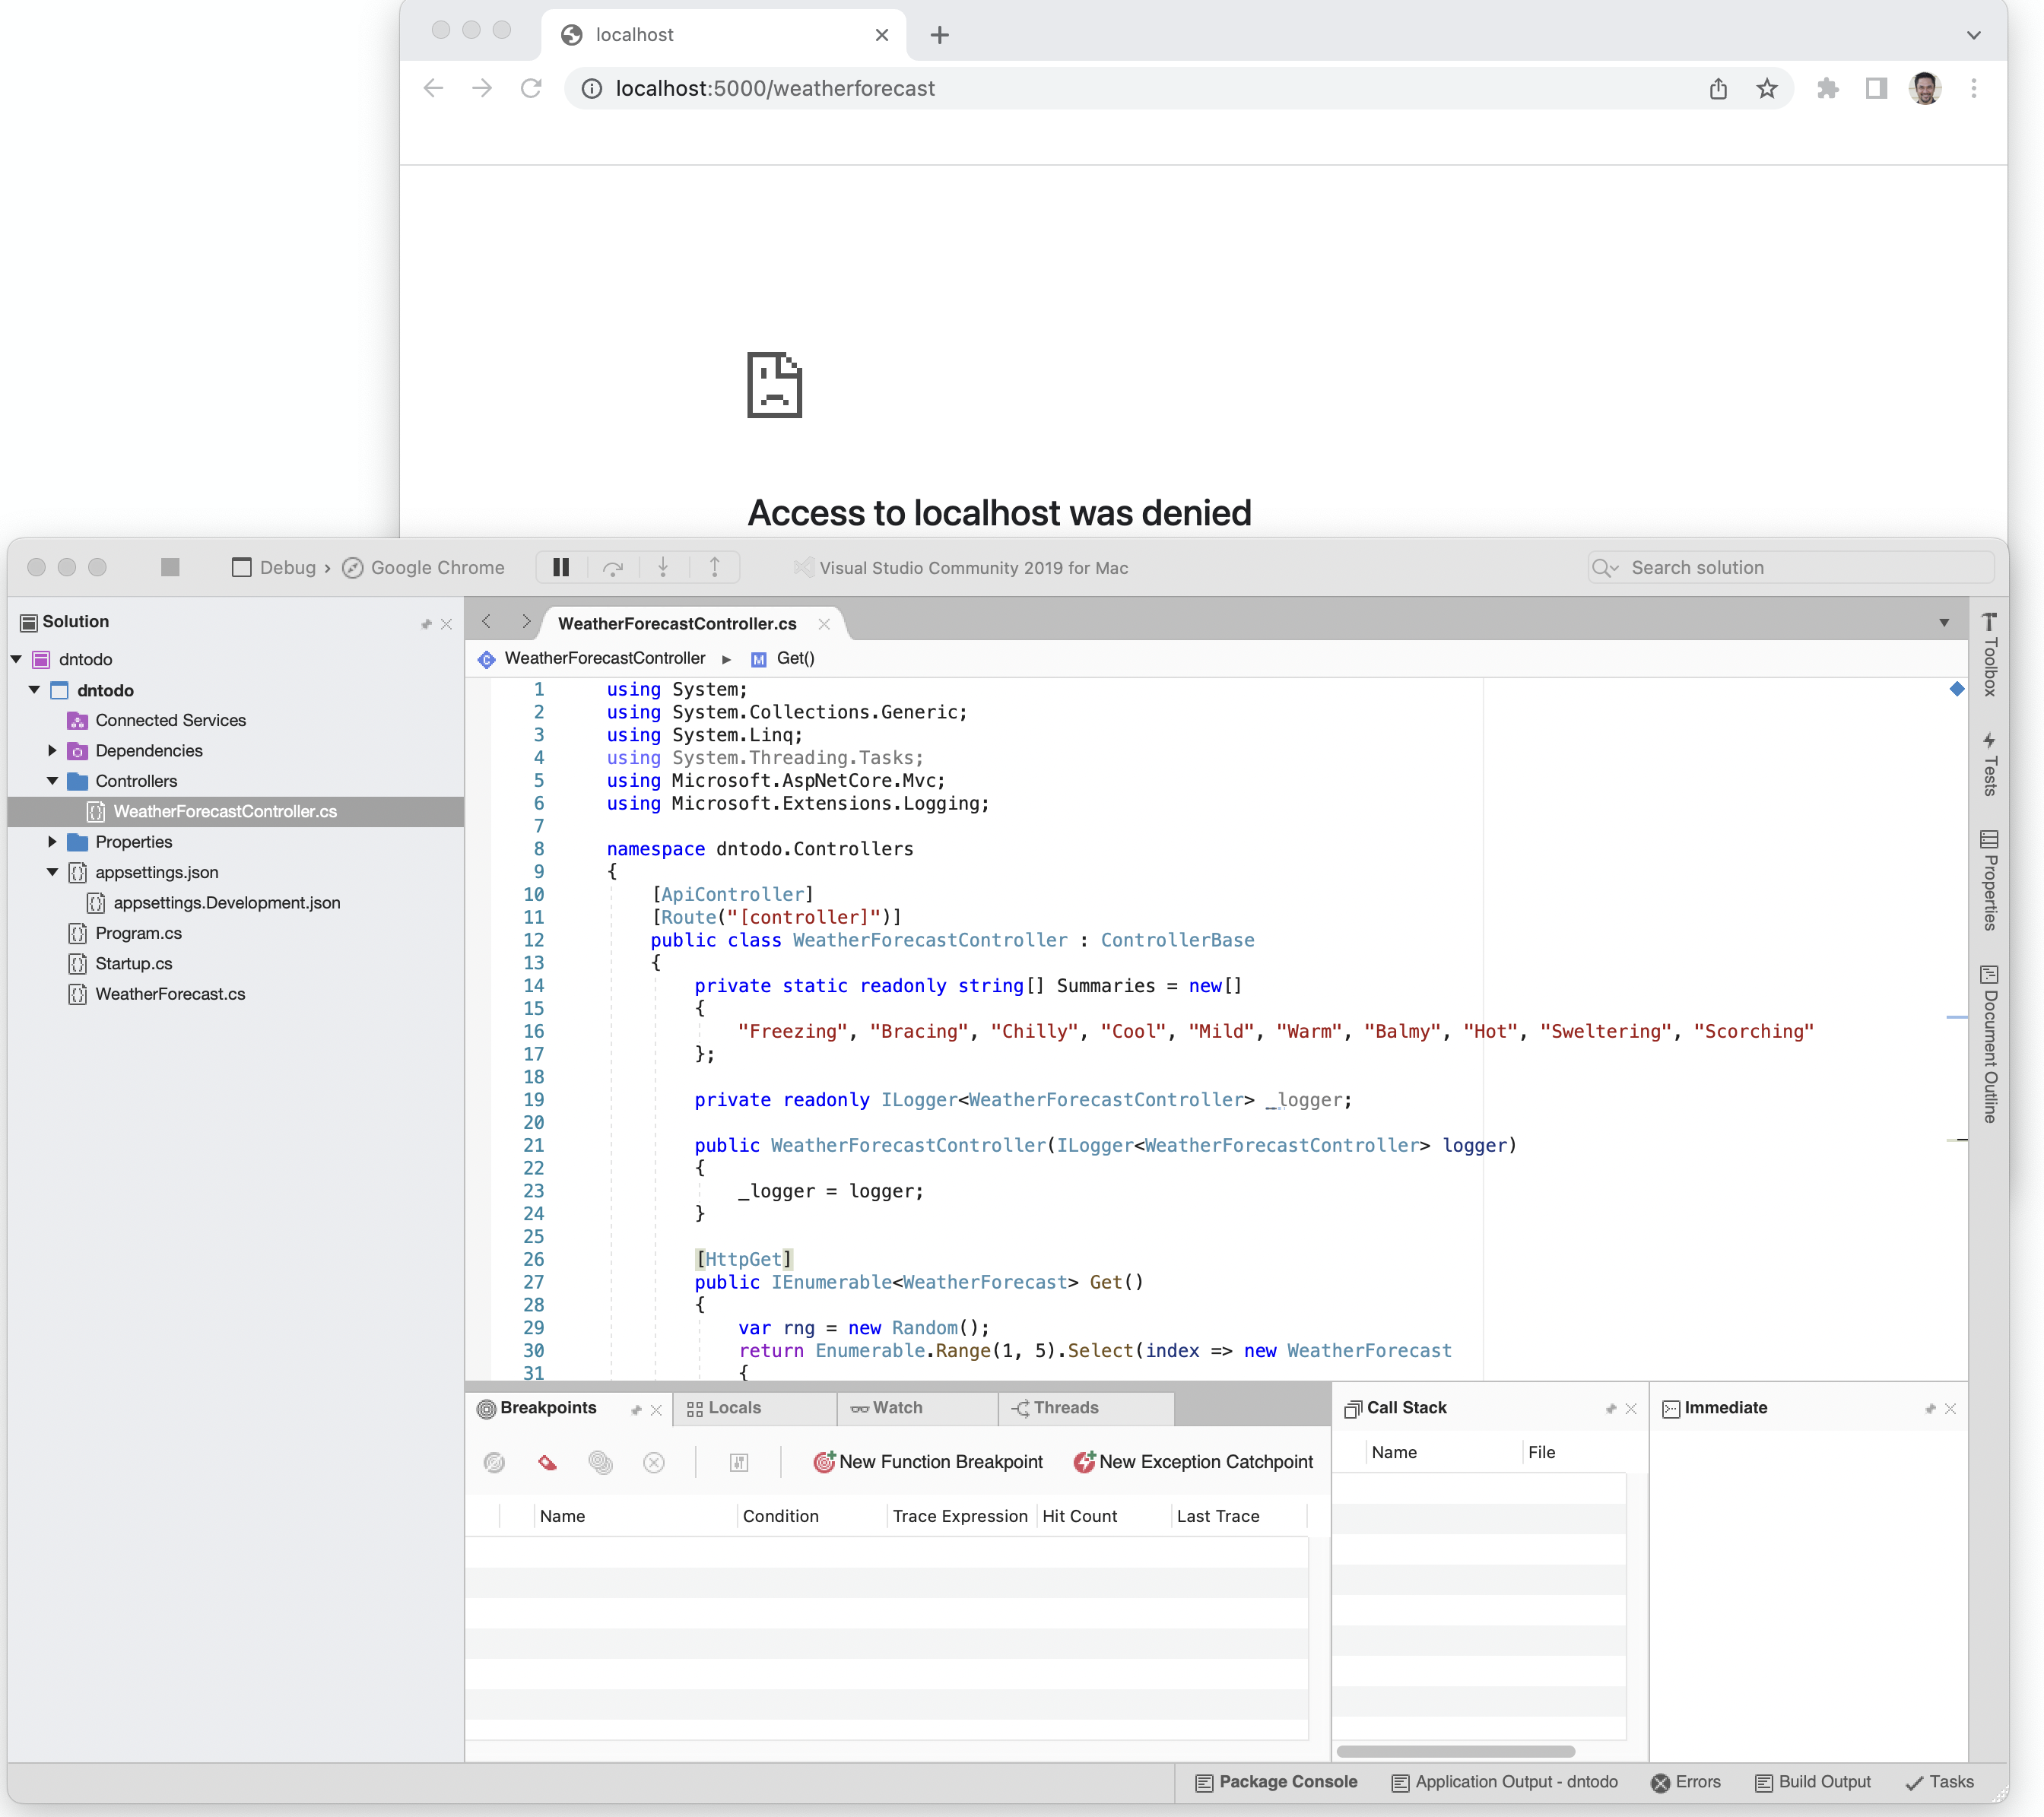 localhost
localhost:5000/weatherforecast
Access to localhost was denied
Debug › Google Chrome
Visual Studio Community 2019 for Mac
Search solution
Solution
dntodo
dntodo
Connected Services
Dependencies
Controllers
WeatherForecastController.cs
Properties
appsettings.json
appsettings.Development.json
Program.cs
Startup.cs
WeatherForecast.cs
WeatherForecastController.cs
WeatherForecastController ▸ M Get()
1 using System;
2 using System.Collections.Generic;
3 using System.Linq;
4 using System.Threading.Tasks;
5 using Microsoft.AspNetCore.Mvc;
6 using Microsoft.Extensions.Logging;
7
8 namespace dntodo.Controllers
9 {
10 [ApiController]
11 [Route("[controller]")]
12 public class WeatherForecastController : ControllerBase
13 {
14 private static readonly string[] Summaries = new[]
15 {
16 "Freezing", "Bracing", "Chilly", "Cool", "Mild", "Warm", "Balmy", "Hot", "Sweltering", "Scorching"
17 };
18
19 private readonly ILogger<WeatherForecastController> _logger;
20
21 public WeatherForecastController(ILogger<WeatherForecastController> logger)
22 {
23 _logger = logger;
24 }
25
26 [HttpGet]
27 public IEnumerable<WeatherForecast> Get()
28 {
29 var rng = new Random();
30 return Enumerable.Range(1, 5).Select(index => new WeatherForecast
31 {
Toolbox
Tests
Properties
Document Outline
Breakpoints
Locals
Watch
Threads
New Function Breakpoint
New Exception Catchpoint
Name Condition Trace Expression Hit Count Last Trace
Call Stack
Name File
Immediate
Package Console
Application Output - dntodo
Errors
Build Output
Tasks